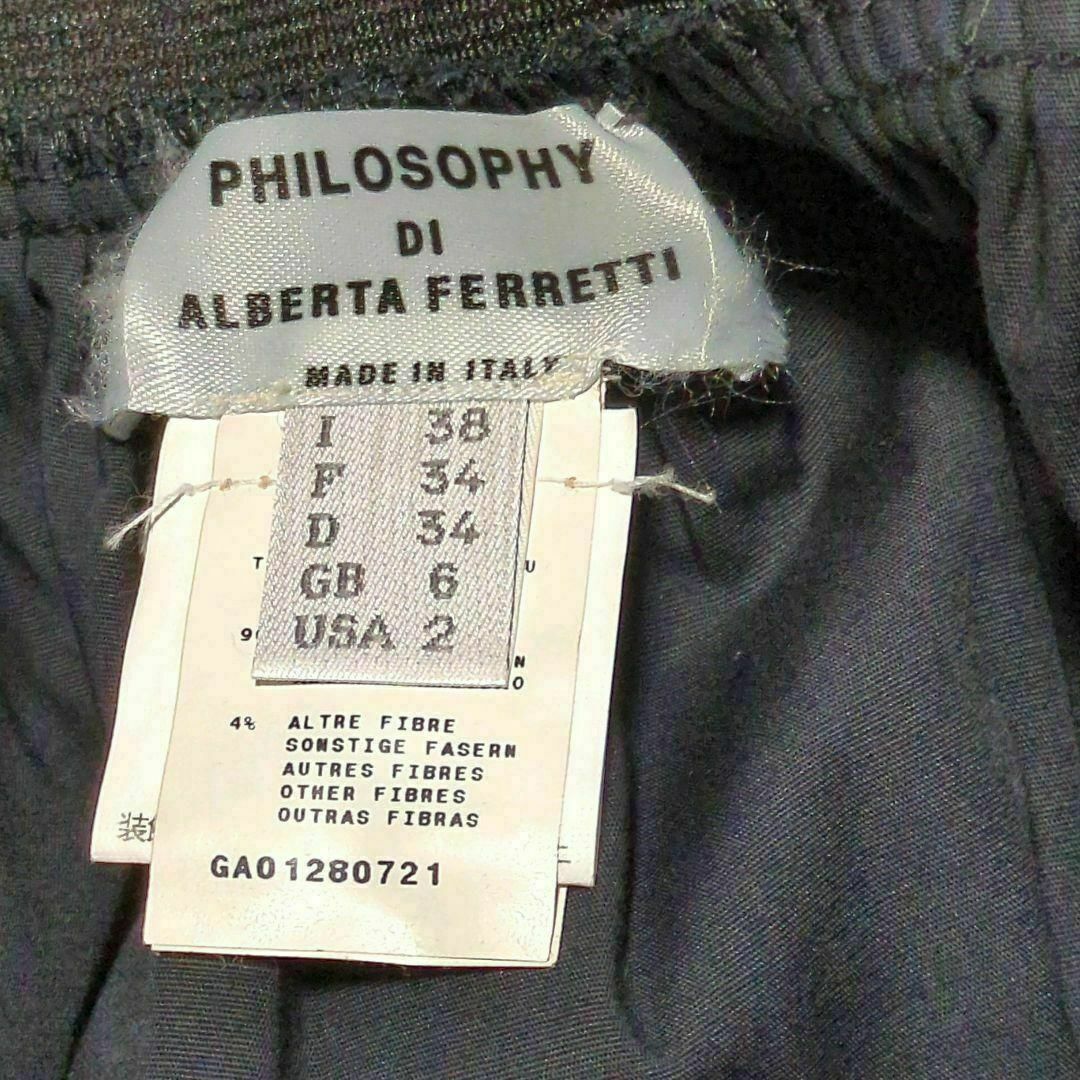 PHILOSOPHY
DI
ALBERTA FERRETTI
MADE IN ITALY
I 38
F 34
D 34
GB 6
USA 2
4% ALTRE FIBRE
SONSTIGE FASERN
AUTRES FIBRES
OTHER FIBRES
OUTRAS FIBRAS
GA01280721